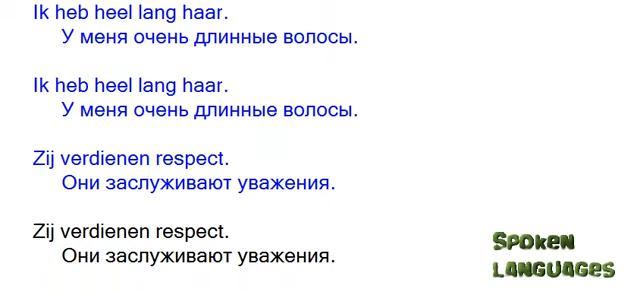 Ik heb heel lang haar.
У меня очень длинные волосы.
Ik heb heel lang haar.
У меня очень длинные волосы.
Zij verdienen respect.
Они заслуживают уважения.
Zij verdienen respect.
Они заслуживают уважения.
Spoken
Languages